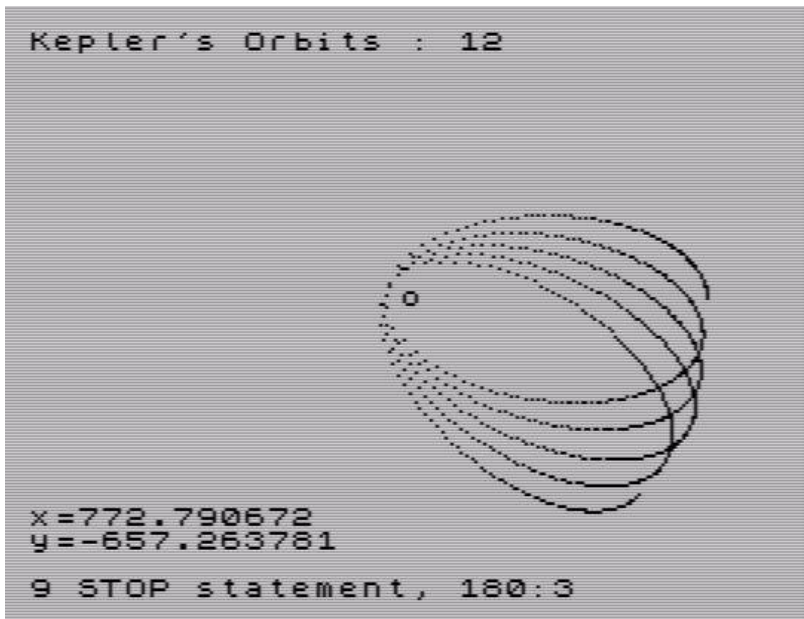 Kepler's Orbits : 12
x=772.790672
y=-657.263781
9 STOP statement, 180:3